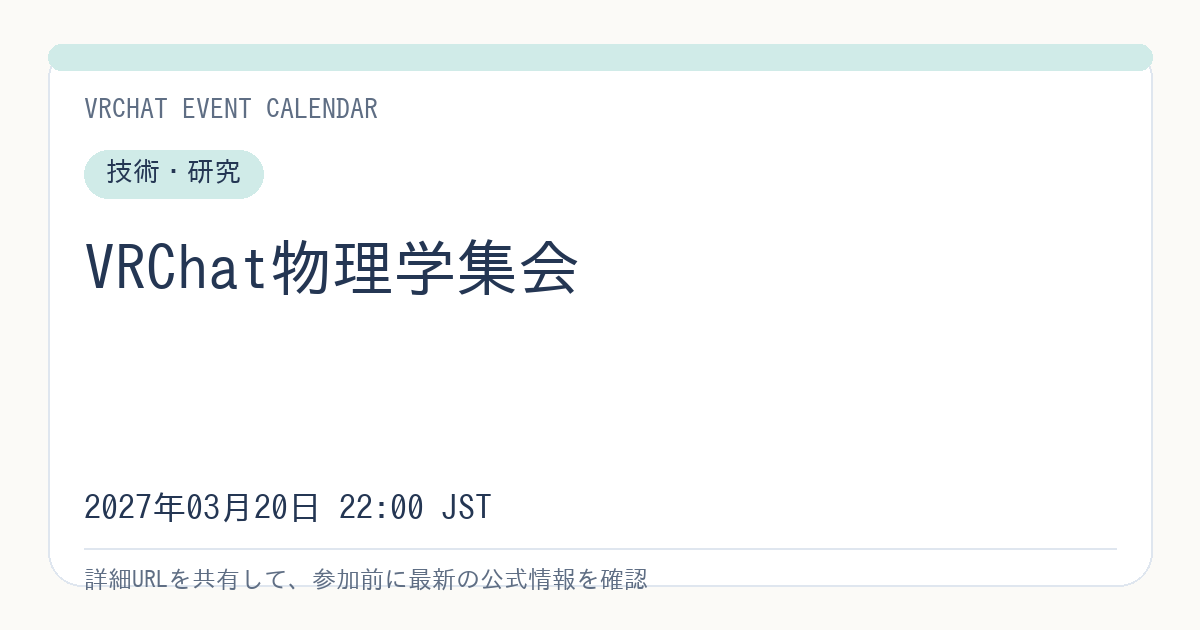 VRCHAT EVENT CALENDAR
技術・研究
VRChat物理学集会
2027年03月20日 22:00 JST
詳細URLを共有して、参加前に最新の公式情報を確認